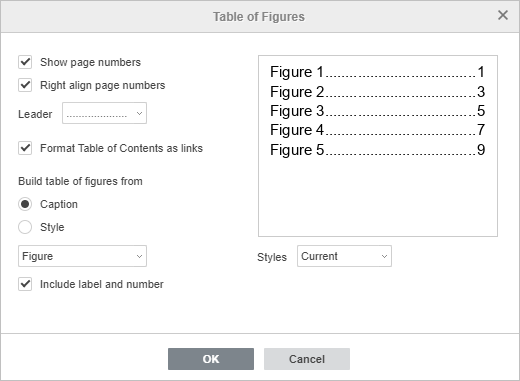 Table of Figures
Show page numbers
Right align page numbers
Leader ....................
Format Table of Contents as links
Build table of figures from
Caption
Style
Figure
Include label and number
Figure 1....................................1
Figure 2....................................3
Figure 3....................................5
Figure 4....................................7
Figure 5....................................9
Styles Current
OK Cancel